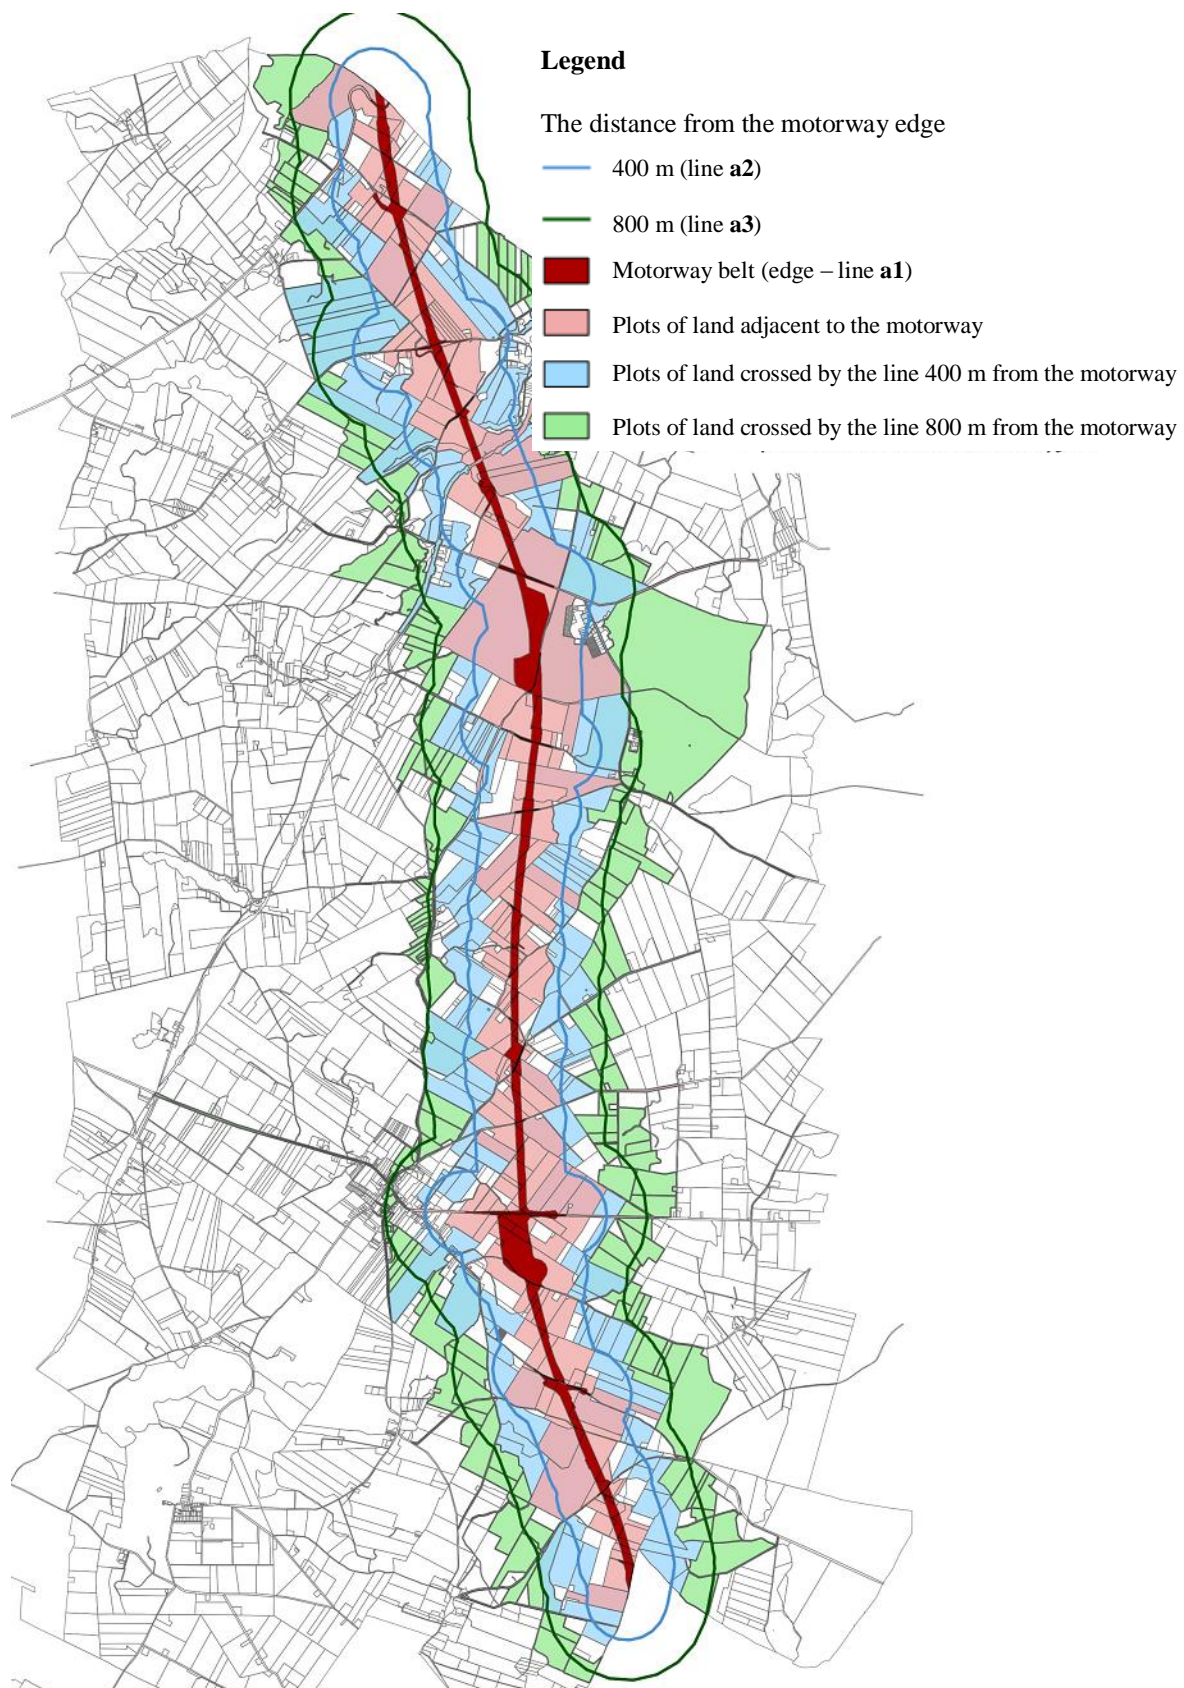 Legend
The distance from the motorway edge
400 m (line a2)
800 m (line a3)
Motorway belt (edge – line a1)
Plots of land adjacent to the motorway
Plots of land crossed by the line 400 m from the motorway
Plots of land crossed by the line 800 m from the motorway